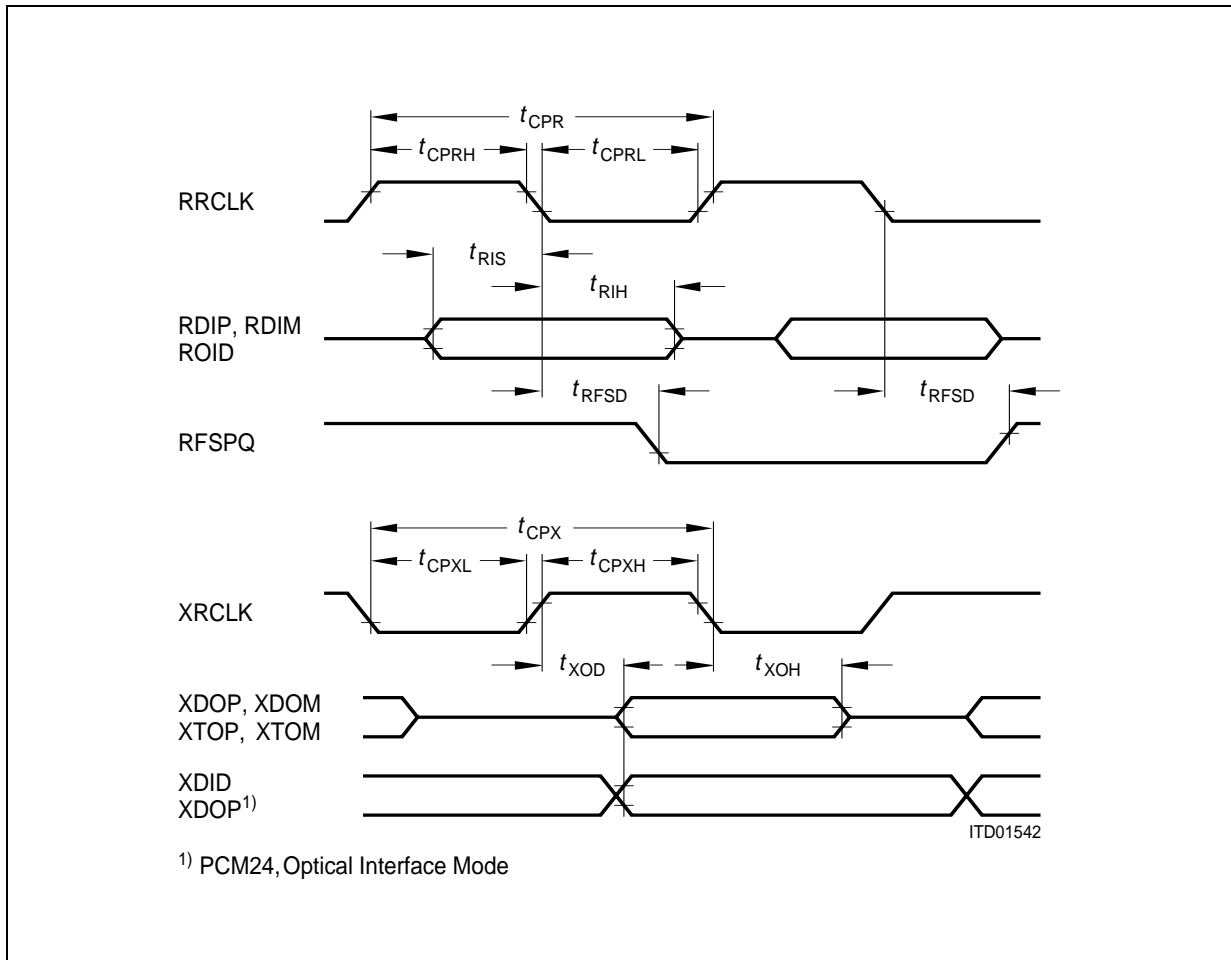 tCPR
tCPRH tCPRL
RRCLK
tRIS
tRIH
RDIP, RDIM
ROID
tRFSD tRFSD
RFSPQ
tCPX
tCPXL tCPXH
XRCLK
tXOD tXOH
XDOP, XDOM
XTOP, XTOM
XDID
XDOP1)
ITD01542
1) PCM24, Optical Interface Mode